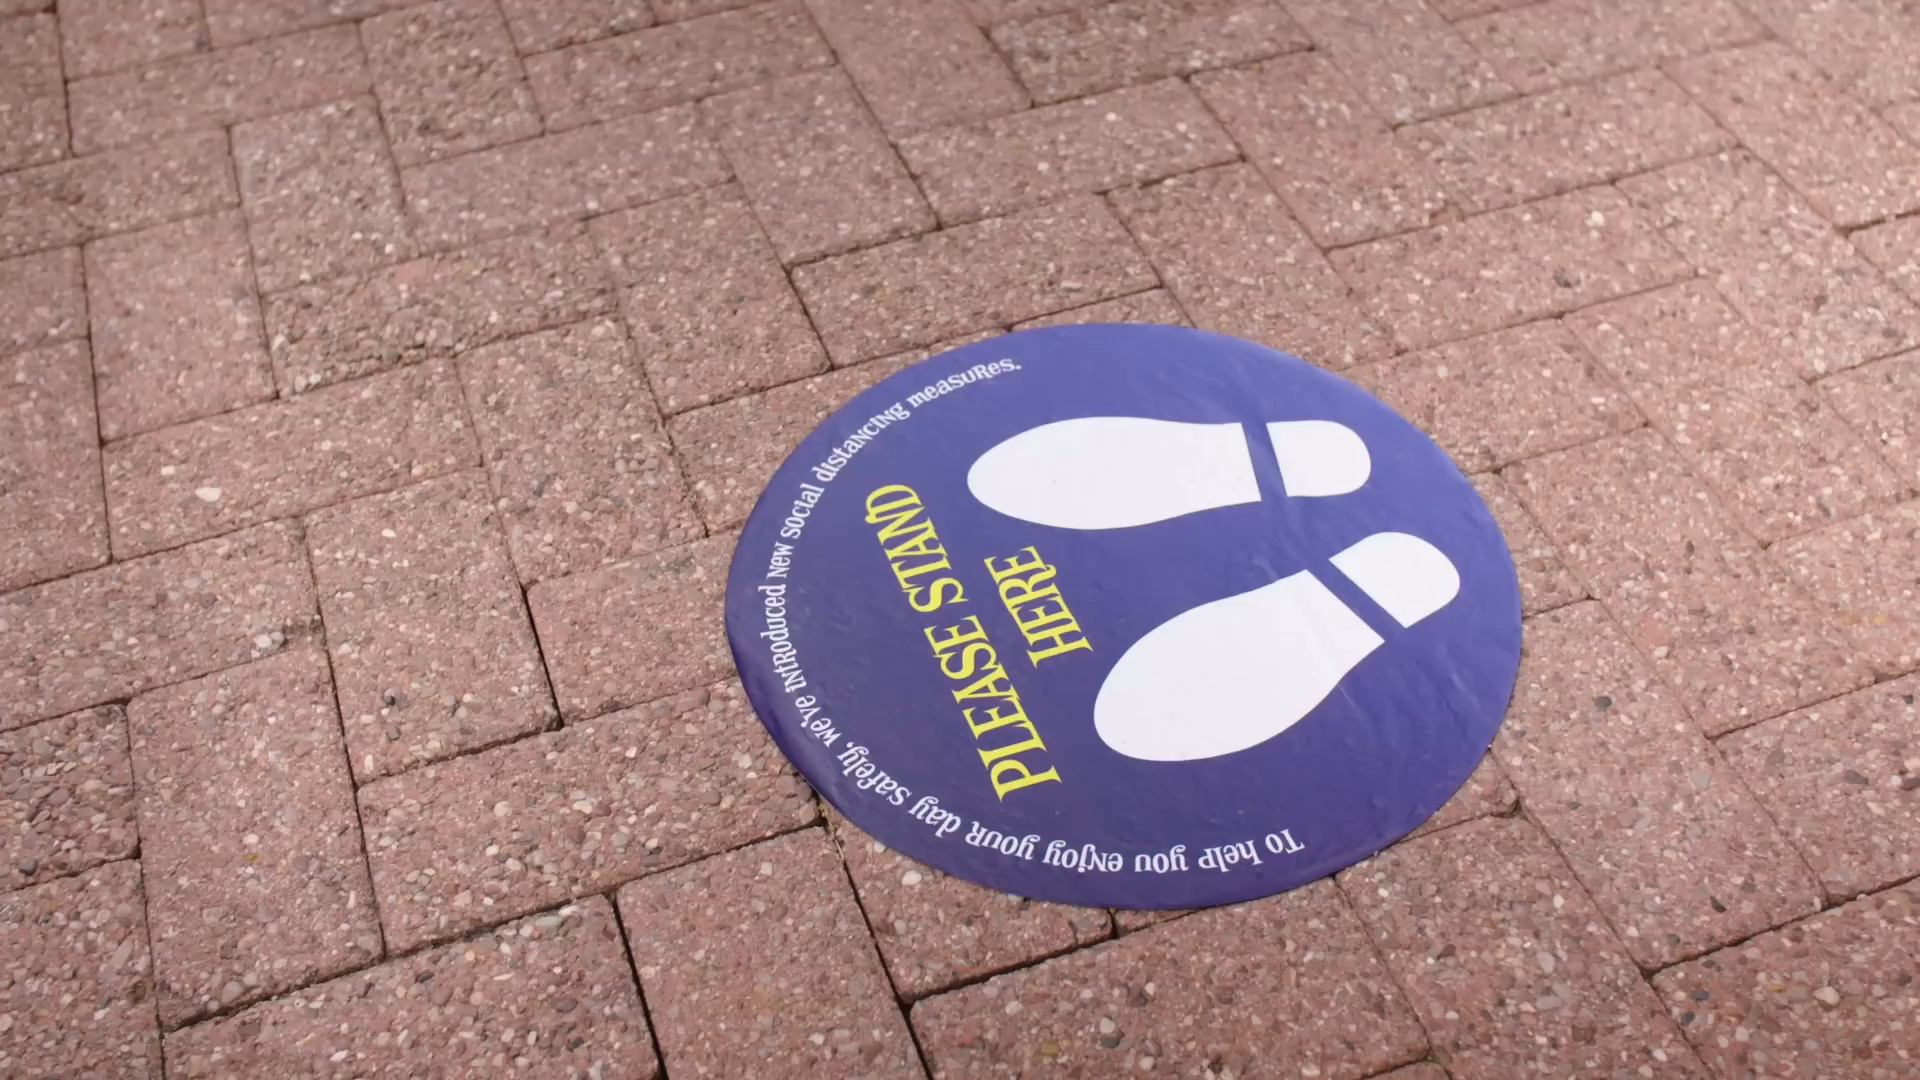 To help you enjoy your day safely, we've introduced new social distancing measures.
PLEASE STAND
HERE